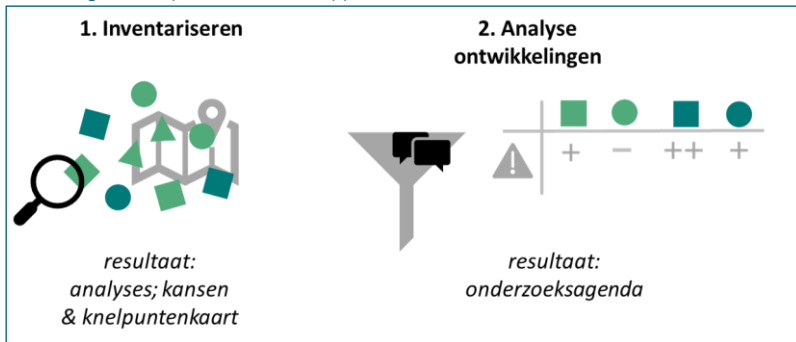 1. Inventariseren
2. Analyse
ontwikkelingen
+ − ++ +
resultaat:
analyses; kansen
& knelpuntenkaart
resultaat:
onderzoeksagenda